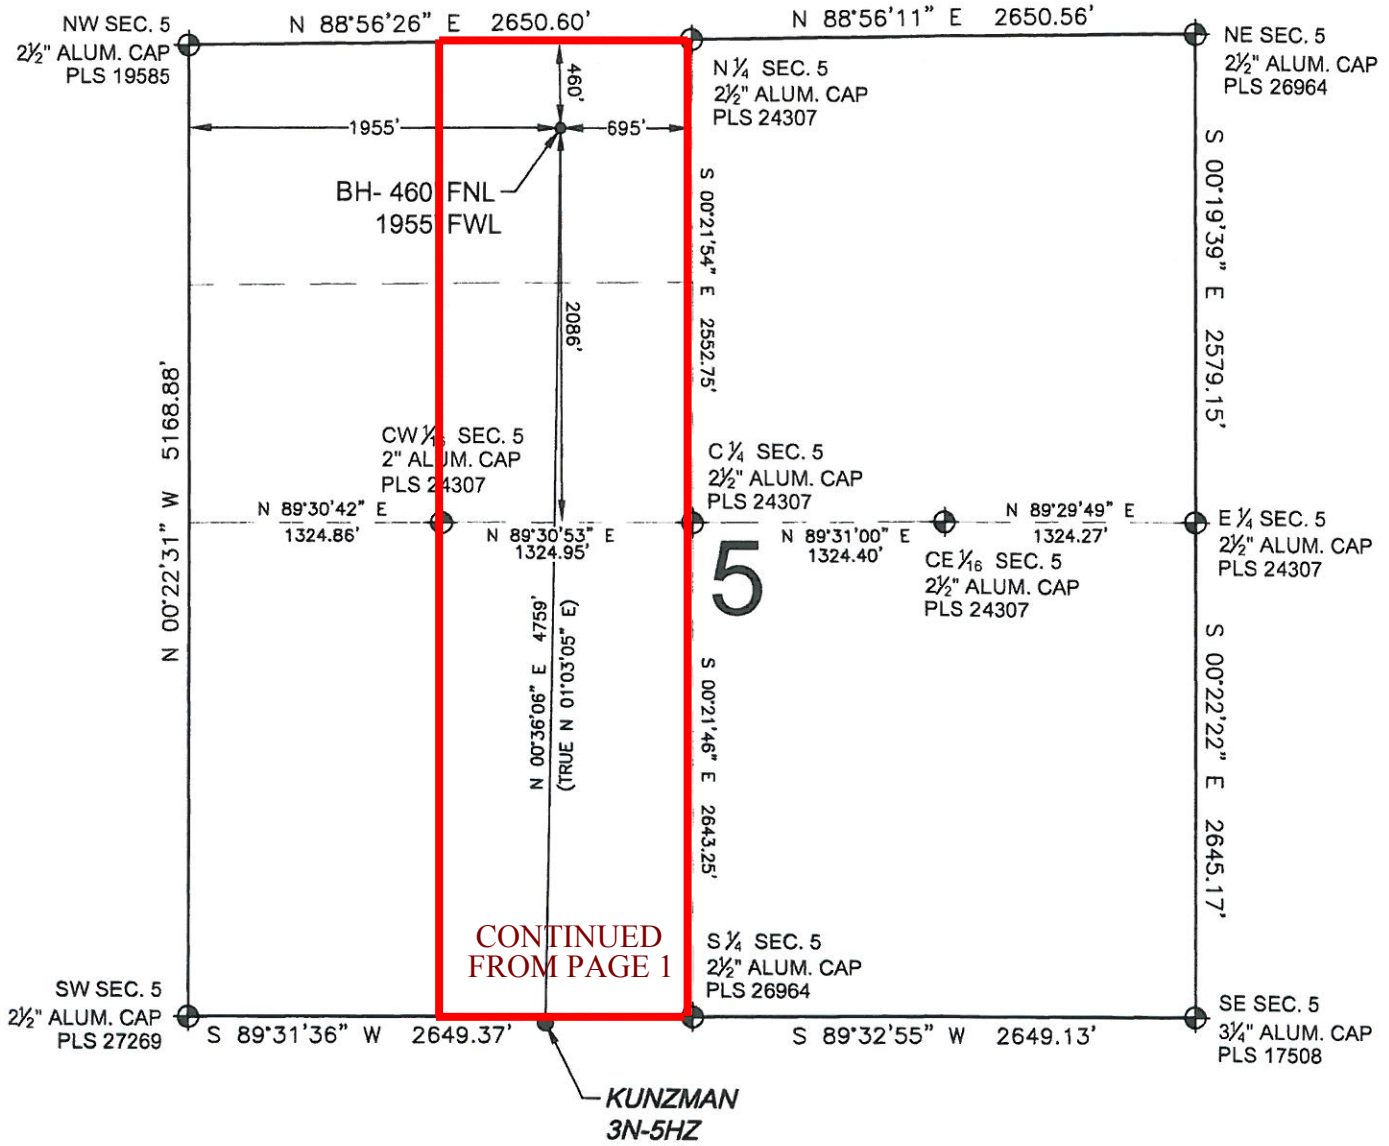 NW SEC. 5
2½" ALUM. CAP
PLS 19585
N 88°56'26" E 2650.60'
N 88°56'11" E 2650.56'
NE SEC. 5
2½" ALUM. CAP
PLS 26964
N ¼ SEC. 5
2½" ALUM. CAP
PLS 24307
460'
1955'
695'
BH- 460' FNL
1955' FWL
S 00°21'54" E 2552.75'
S 00°19'39" E 2579.15'
2086'
N 00°22'31" W 5168.88'
CW 1/16 SEC. 5
2" ALUM. CAP
PLS 24307
C ¼ SEC. 5
2½" ALUM. CAP
PLS 24307
N 89°30'42" E
1324.86'
N 89°30'53" E
1324.95'
N 89°31'00" E
1324.40'
N 89°29'49" E
1324.27'
E ¼ SEC. 5
2½" ALUM. CAP
PLS 24307
5
CE 1/16 SEC. 5
2½" ALUM. CAP
PLS 24307
N 00°36'06" E 4759'
(TRUE N 01°03'05" E)
S 00°21'46" E 2643.25'
S 00°22'22" E 2645.17'
CONTINUED
FROM PAGE 1
S ¼ SEC. 5
2½" ALUM. CAP
PLS 26964
SW SEC. 5
2½" ALUM. CAP
PLS 27269
S 89°31'36" W 2649.37'
S 89°32'55" W 2649.13'
SE SEC. 5
3¼" ALUM. CAP
PLS 17508
KUNZMAN
3N-5HZ